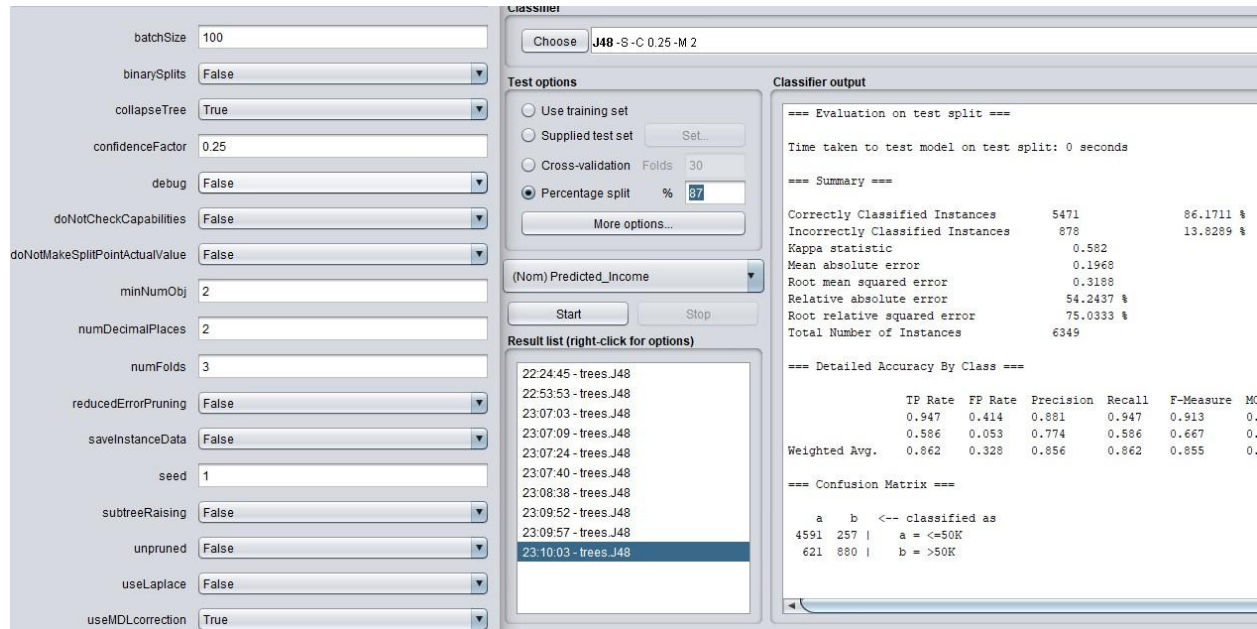 batchSize 100
binarySplits False
collapseTree True
confidenceFactor 0.25
debug False
doNotCheckCapabilities False
doNotMakeSplitPointActualValue False
minNumObj 2
numDecimalPlaces 2
numFolds 3
reducedErrorPruning False
saveInstanceData False
seed 1
subtreeRaising False
unpruned False
useLaplace False
useMDLcorrection True
Classifier
Choose J48 -S -C 0.25 -M 2
Test options
Use training set
Supplied test set Set...
Cross-validation Folds 30
Percentage split % 87
More options...
(Nom) Predicted_Income
Start Stop
Result list (right-click for options)
22:24:45 - trees.J48
22:53:53 - trees.J48
23:07:03 - trees.J48
23:07:09 - trees.J48
23:07:24 - trees.J48
23:07:40 - trees.J48
23:08:38 - trees.J48
23:09:52 - trees.J48
23:09:57 - trees.J48
23:10:03 - trees.J48
Classifier output
=== Evaluation on test split ===
Time taken to test model on test split: 0 seconds
=== Summary ===
Correctly Classified Instances 5471 86.1711 %
Incorrectly Classified Instances 878 13.8289 %
Kappa statistic 0.582
Mean absolute error 0.1968
Root mean squared error 0.3188
Relative absolute error 54.2437 %
Root relative squared error 75.0333 %
Total Number of Instances 6349
=== Detailed Accuracy By Class ===
TP Rate FP Rate Precision Recall F-Measure
0.947 0.414 0.881 0.947 0.913 0.
0.586 0.053 0.774 0.586 0.667 0.
Weighted Avg. 0.862 0.328 0.856 0.862 0.855 0.
=== Confusion Matrix ===
a b <-- classified as
4591 257 | a = <=50K
621 880 | b = >50K